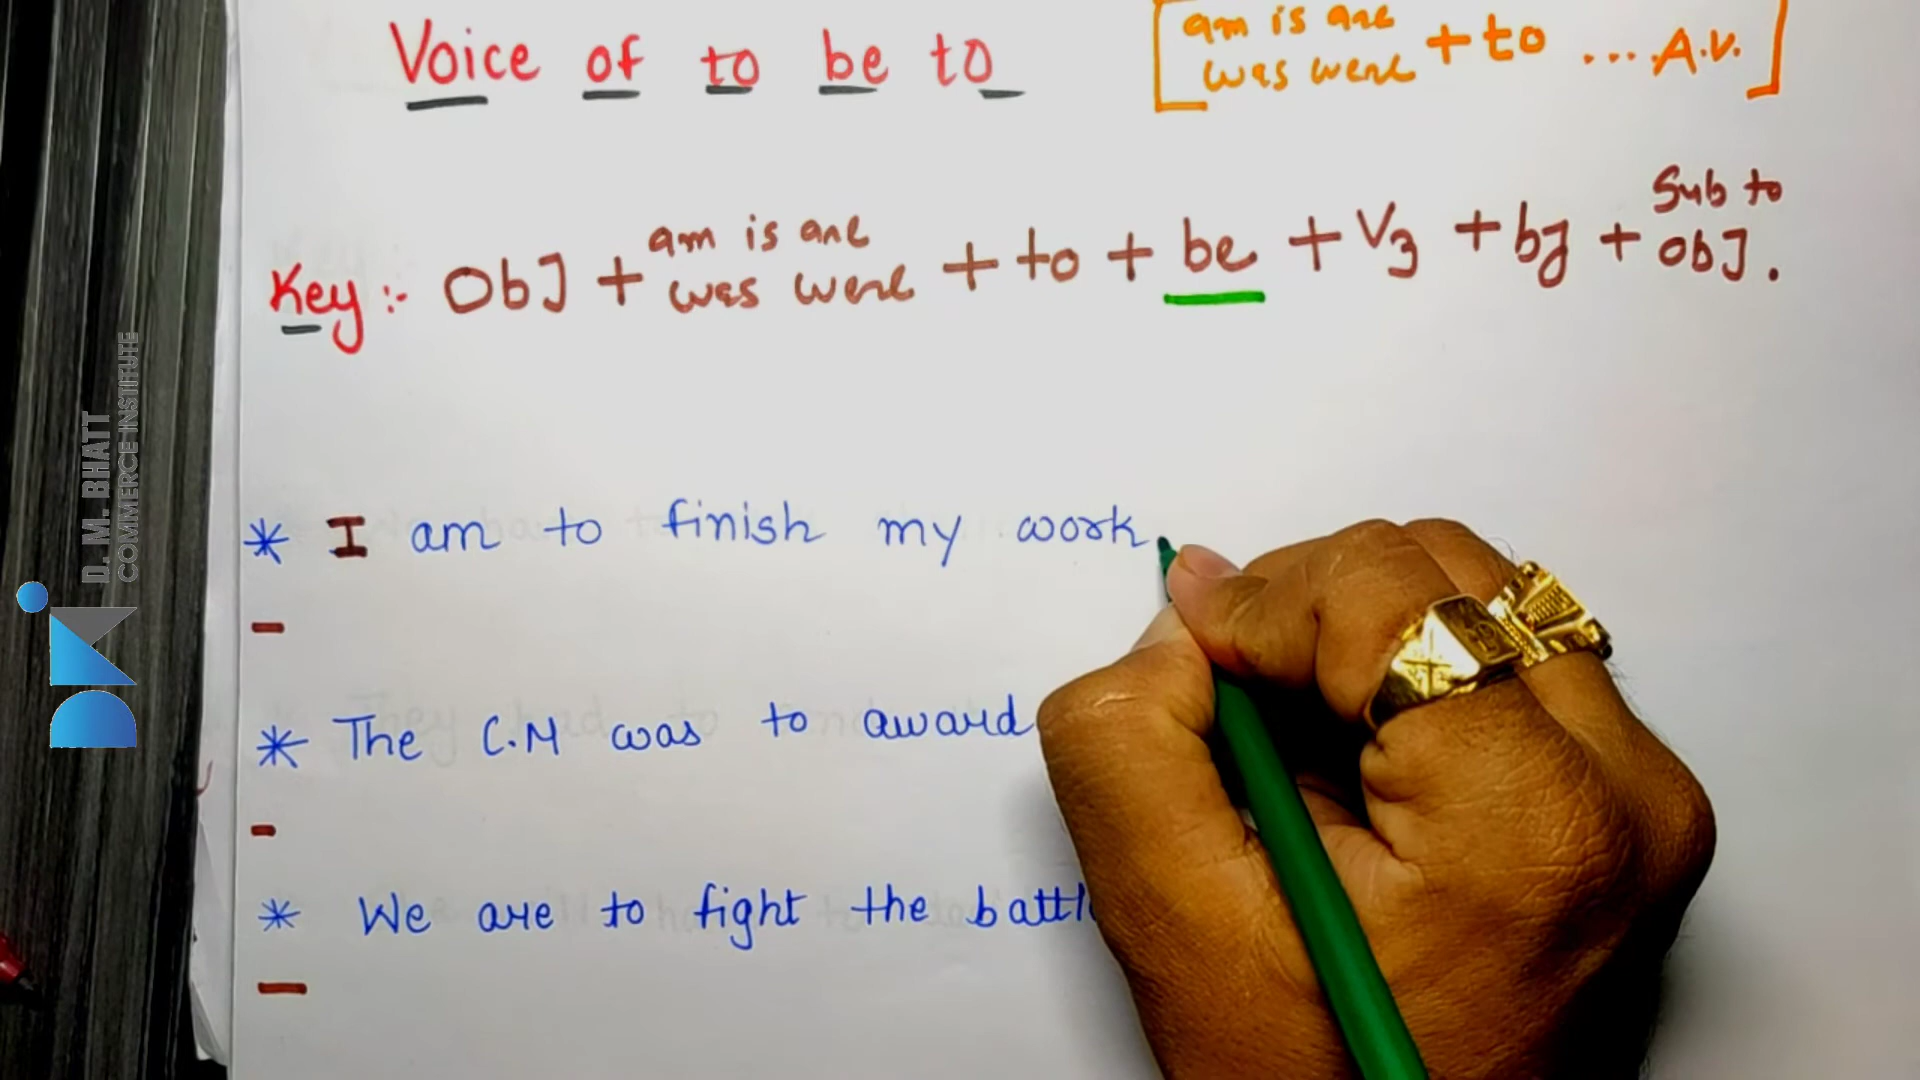 Voice of to be to
am is are
was were + to ... A.V.
Key :- Obj + am is are was were + to + be + V3 + by + Sub to obj.
* I am to finish my work
-
* The C.M was to award
-
* We are to fight the battl
-
D. M. BHATT
COMMERCE INSTITUTE